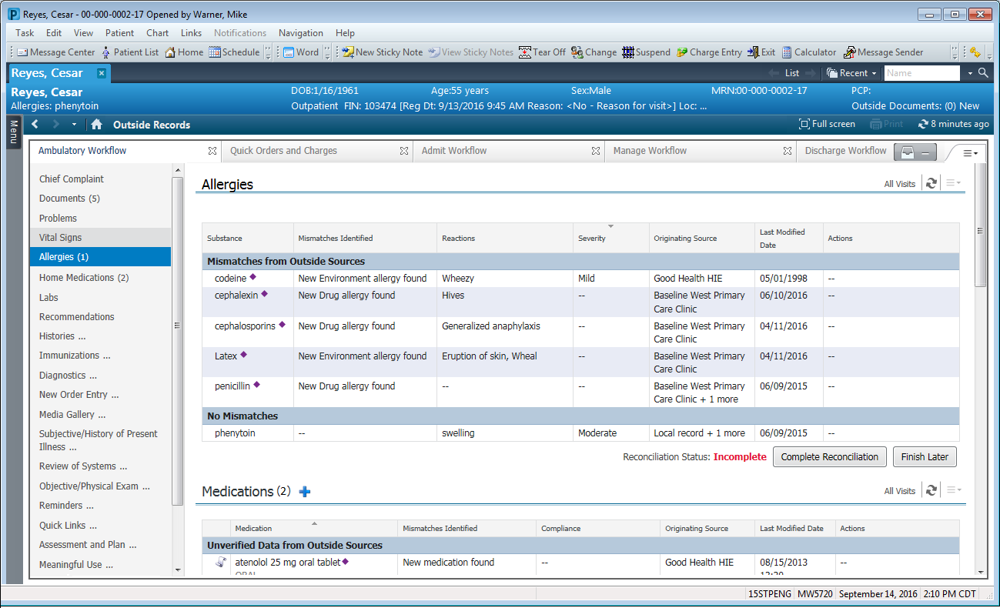 Reyes, Cesar - 00-000-0002-17 Opened by Warner, Mike
Task Edit View Patient Chart Links Notifications Navigation Help
Message Center Patient List Home Schedule Word New Sticky Note View Sticky Notes Tear Off Change Suspend Charge Entry Exit Calculator Message Sender
Reyes, Cesar List Recent Name
Reyes, Cesar DOB:1/16/1961 Age:55 years Sex:Male MRN:00-000-0002-17 PCP:
Allergies: phenytoin Outpatient FIN: 103474 [Reg Dt: 9/13/2016 9:45 AM Reason: <No - Reason for visit>] Loc: ... Outside Documents: (0) New
Menu
Outside Records Full screen Print 8 minutes ago
Ambulatory Workflow Quick Orders and Charges Admit Workflow Manage Workflow Discharge Workflow
Chief Complaint
Documents (5)
Problems
Vital Signs
Allergies (1)
Home Medications (2)
Labs
Recommendations
Histories ...
Immunizations ...
Diagnostics ...
New Order Entry ...
Media Gallery ...
Subjective/History of Present
Illness ...
Review of Systems ...
Objective/Physical Exam ...
Reminders ...
Quick Links ...
Assessment and Plan ...
Meaningful Use ...
Allergies All Visits
Substance Mismatches Identified Reactions Severity Originating Source Last Modified
Date Actions
Mismatches from Outside Sources
codeine New Environment allergy found Wheezy Mild Good Health HIE 05/01/1998 --
cephalexin New Drug allergy found Hives -- Baseline West Primary 06/10/2016 --
Care Clinic
cephalosporins New Drug allergy found Generalized anaphylaxis -- Baseline West Primary 04/11/2016 --
Care Clinic
Latex New Environment allergy found Eruption of skin, Wheal -- Baseline West Primary 04/11/2016 --
Care Clinic
penicillin New Drug allergy found -- -- Baseline West Primary 06/09/2015 --
Care Clinic + 1 more
No Mismatches
phenytoin -- swelling Moderate Local record + 1 more 06/09/2015 --
Reconciliation Status: Incomplete Complete Reconciliation Finish Later
Medications (2) All Visits
Medication Mismatches Identified Compliance Originating Source Last Modified Date Actions
Unverified Data from Outside Sources
atenolol 25 mg oral tablet New medication found -- Good Health HIE 08/15/2013 --
15STPENG MW5720 September 14, 2016 2:10 PM CDT